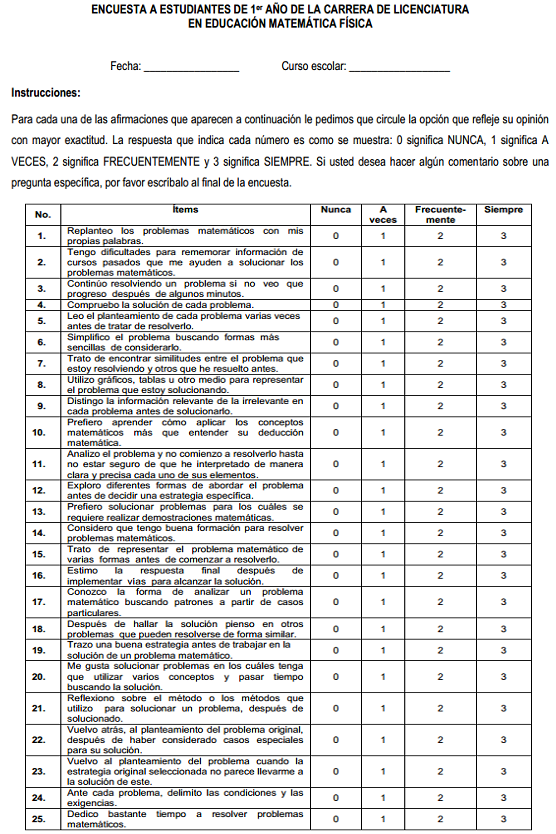 ENCUESTA A ESTUDIANTES DE 1er AÑO DE LA CARRERA DE LICENCIATURA
EN EDUCACIÓN MATEMÁTICA FÍSICA
Fecha: ________________ Curso escolar: _________________
Instrucciones:
Para cada una de las afirmaciones que aparecen a continuación le pedimos que circule la opción que refleje su opinión
con mayor exactitud. La respuesta que indica cada número es como se muestra: 0 significa NUNCA, 1 significa A
VECES, 2 significa FRECUENTEMENTE y 3 significa SIEMPRE. Si usted desea hacer algún comentario sobre una
pregunta específica, por favor escríbalo al final de la encuesta.
No. Ítems Nunca A veces Frecuente-mente Siempre
1. Replanteo los problemas matemáticos con mis
propias palabras. 0 1 2 3
2. Tengo dificultades para rememorar información de
cursos pasados que me ayuden a solucionar los
problemas matemáticos. 0 1 2 3
3. Continúo resolviendo un problema si no veo que
progreso después de algunos minutos. 0 1 2 3
4. Compruebo la solución de cada problema. 0 1 2 3
5. Leo el planteamiento de cada problema varias veces
antes de tratar de resolverlo. 0 1 2 3
6. Simplifico el problema buscando formas más
sencillas de considerarlo. 0 1 2 3
7. Trato de encontrar similitudes entre el problema que
estoy resolviendo y otros que he resuelto antes. 0 1 2 3
8. Utilizo gráficos, tablas u otro medio para representar
el problema que estoy solucionando. 0 1 2 3
9. Distingo la información relevante de la irrelevante en
cada problema antes de solucionarlo. 0 1 2 3
10. Prefiero aprender cómo aplicar los conceptos
matemáticos más que entender su deducción
matemática. 0 1 2 3
11. Analizo el problema y no comienzo a resolverlo hasta
no estar seguro de que he interpretado de manera
clara y precisa cada uno de sus elementos. 0 1 2 3
12. Exploro diferentes formas de abordar el problema
antes de decidir una estrategia específica. 0 1 2 3
13. Prefiero solucionar problemas para los cuáles se
requiere realizar demostraciones matemáticas. 0 1 2 3
14. Considero que tengo buena formación para resolver
problemas matemáticos. 0 1 2 3
15. Trato de representar el problema matemático de
varias formas antes de comenzar a resolverlo. 0 1 2 3
16. Estimo la respuesta final después de
implementar vías para alcanzar la solución. 0 1 2 3
17. Conozco la forma de analizar un problema
matemático buscando patrones a partir de casos
particulares. 0 1 2 3
18. Después de hallar la solución pienso en otros
problemas que pueden resolverse de forma similar. 0 1 2 3
19. Trazo una buena estrategia antes de trabajar en la
solución de un problema matemático. 0 1 2 3
20. Me gusta solucionar problemas en los cuáles tenga
que utilizar varios conceptos y pasar tiempo
buscando la solución. 0 1 2 3
21. Reflexiono sobre el método o los métodos que
utilizo para solucionar un problema, después de
solucionado. 0 1 2 3
22. Vuelvo atrás, al planteamiento del problema original,
después de haber considerado casos especiales
para su solución. 0 1 2 3
23. Vuelvo al planteamiento del problema cuando la
estrategia original seleccionada no parece llevarme a
la solución de este. 0 1 2 3
24. Ante cada problema, delimito las condiciones y las
exigencias. 0 1 2 3
25. Dedico bastante tiempo a resolver problemas
matemáticos. 0 1 2 3